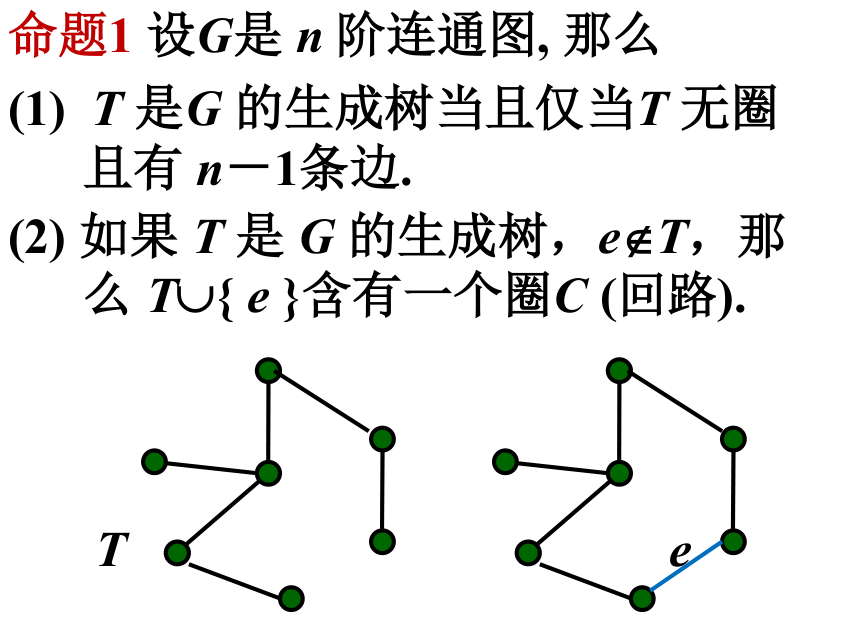 命题1 设G是 n 阶连通图, 那么
(1) T 是G 的生成树当且仅当T 无圈
且有 n－1条边.
(2) 如果 T 是 G 的生成树，e∉T，那
么 T∪{ e }含有一个圈C (回路).
T
e